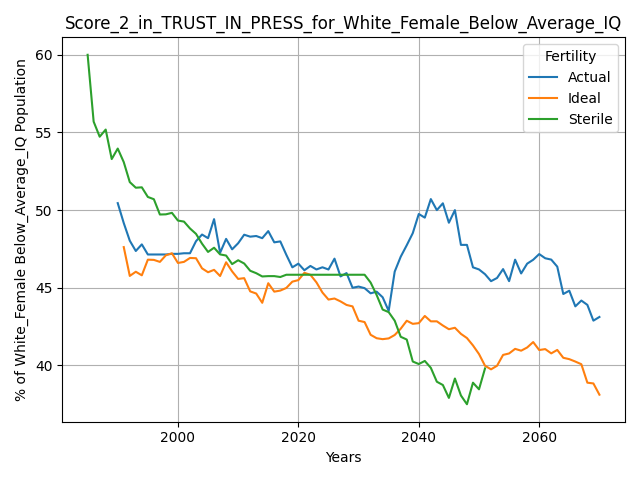 Score_2_in_TRUST_IN_PRESS_for_White_Female_Below_Average_IQ
% of White_Female Below_Average_IQ Population
60
55
50
45
40
Fertility
Actual
Ideal
Sterile
2000
2020
2040
2060
Years